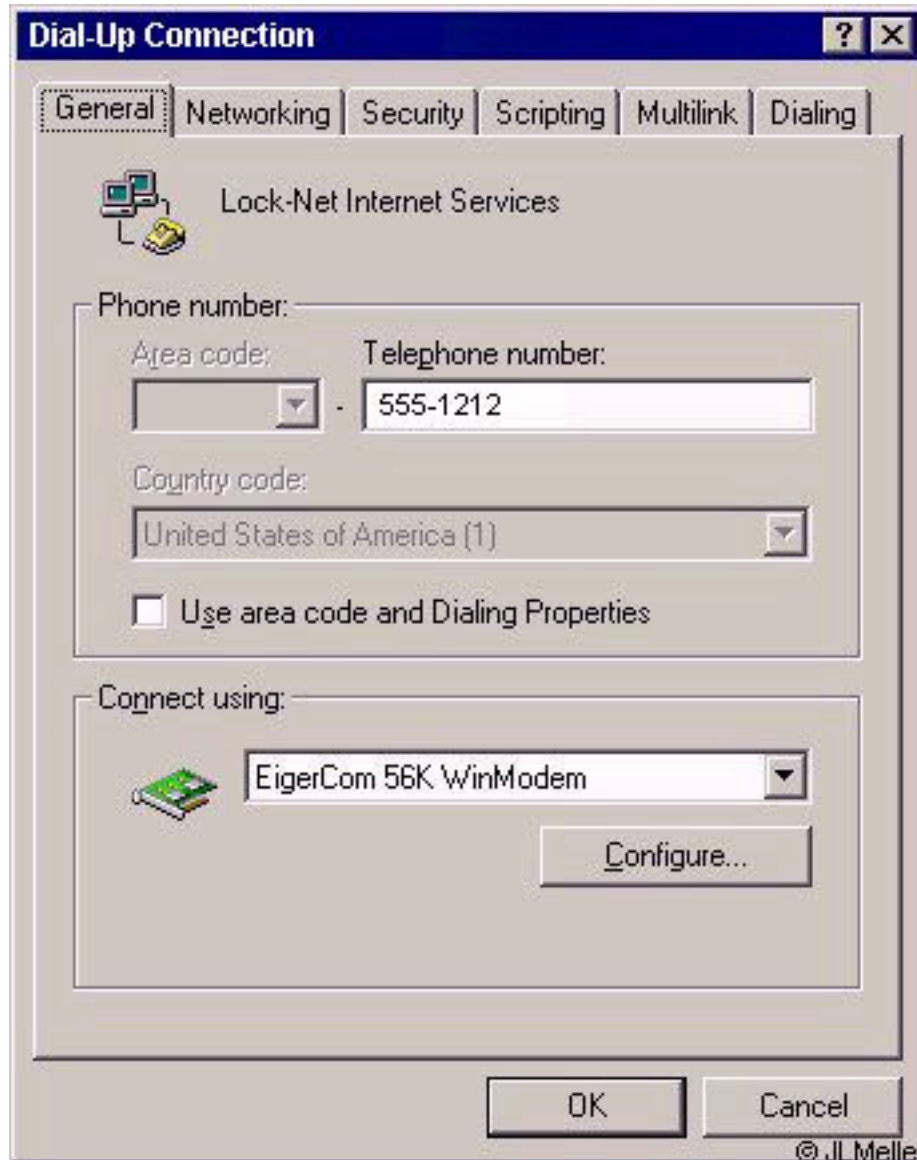 Dial-Up Connection
General Networking Security Scripting Multilink Dialing
Lock-Net Internet Services
Phone number:
Area code: Telephone number:
- 555-1212
Country code:
United States of America (1)
Use area code and Dialing Properties
Connect using:
EigerCom 56K WinModem
Configure...
OK Cancel
© JLMelle